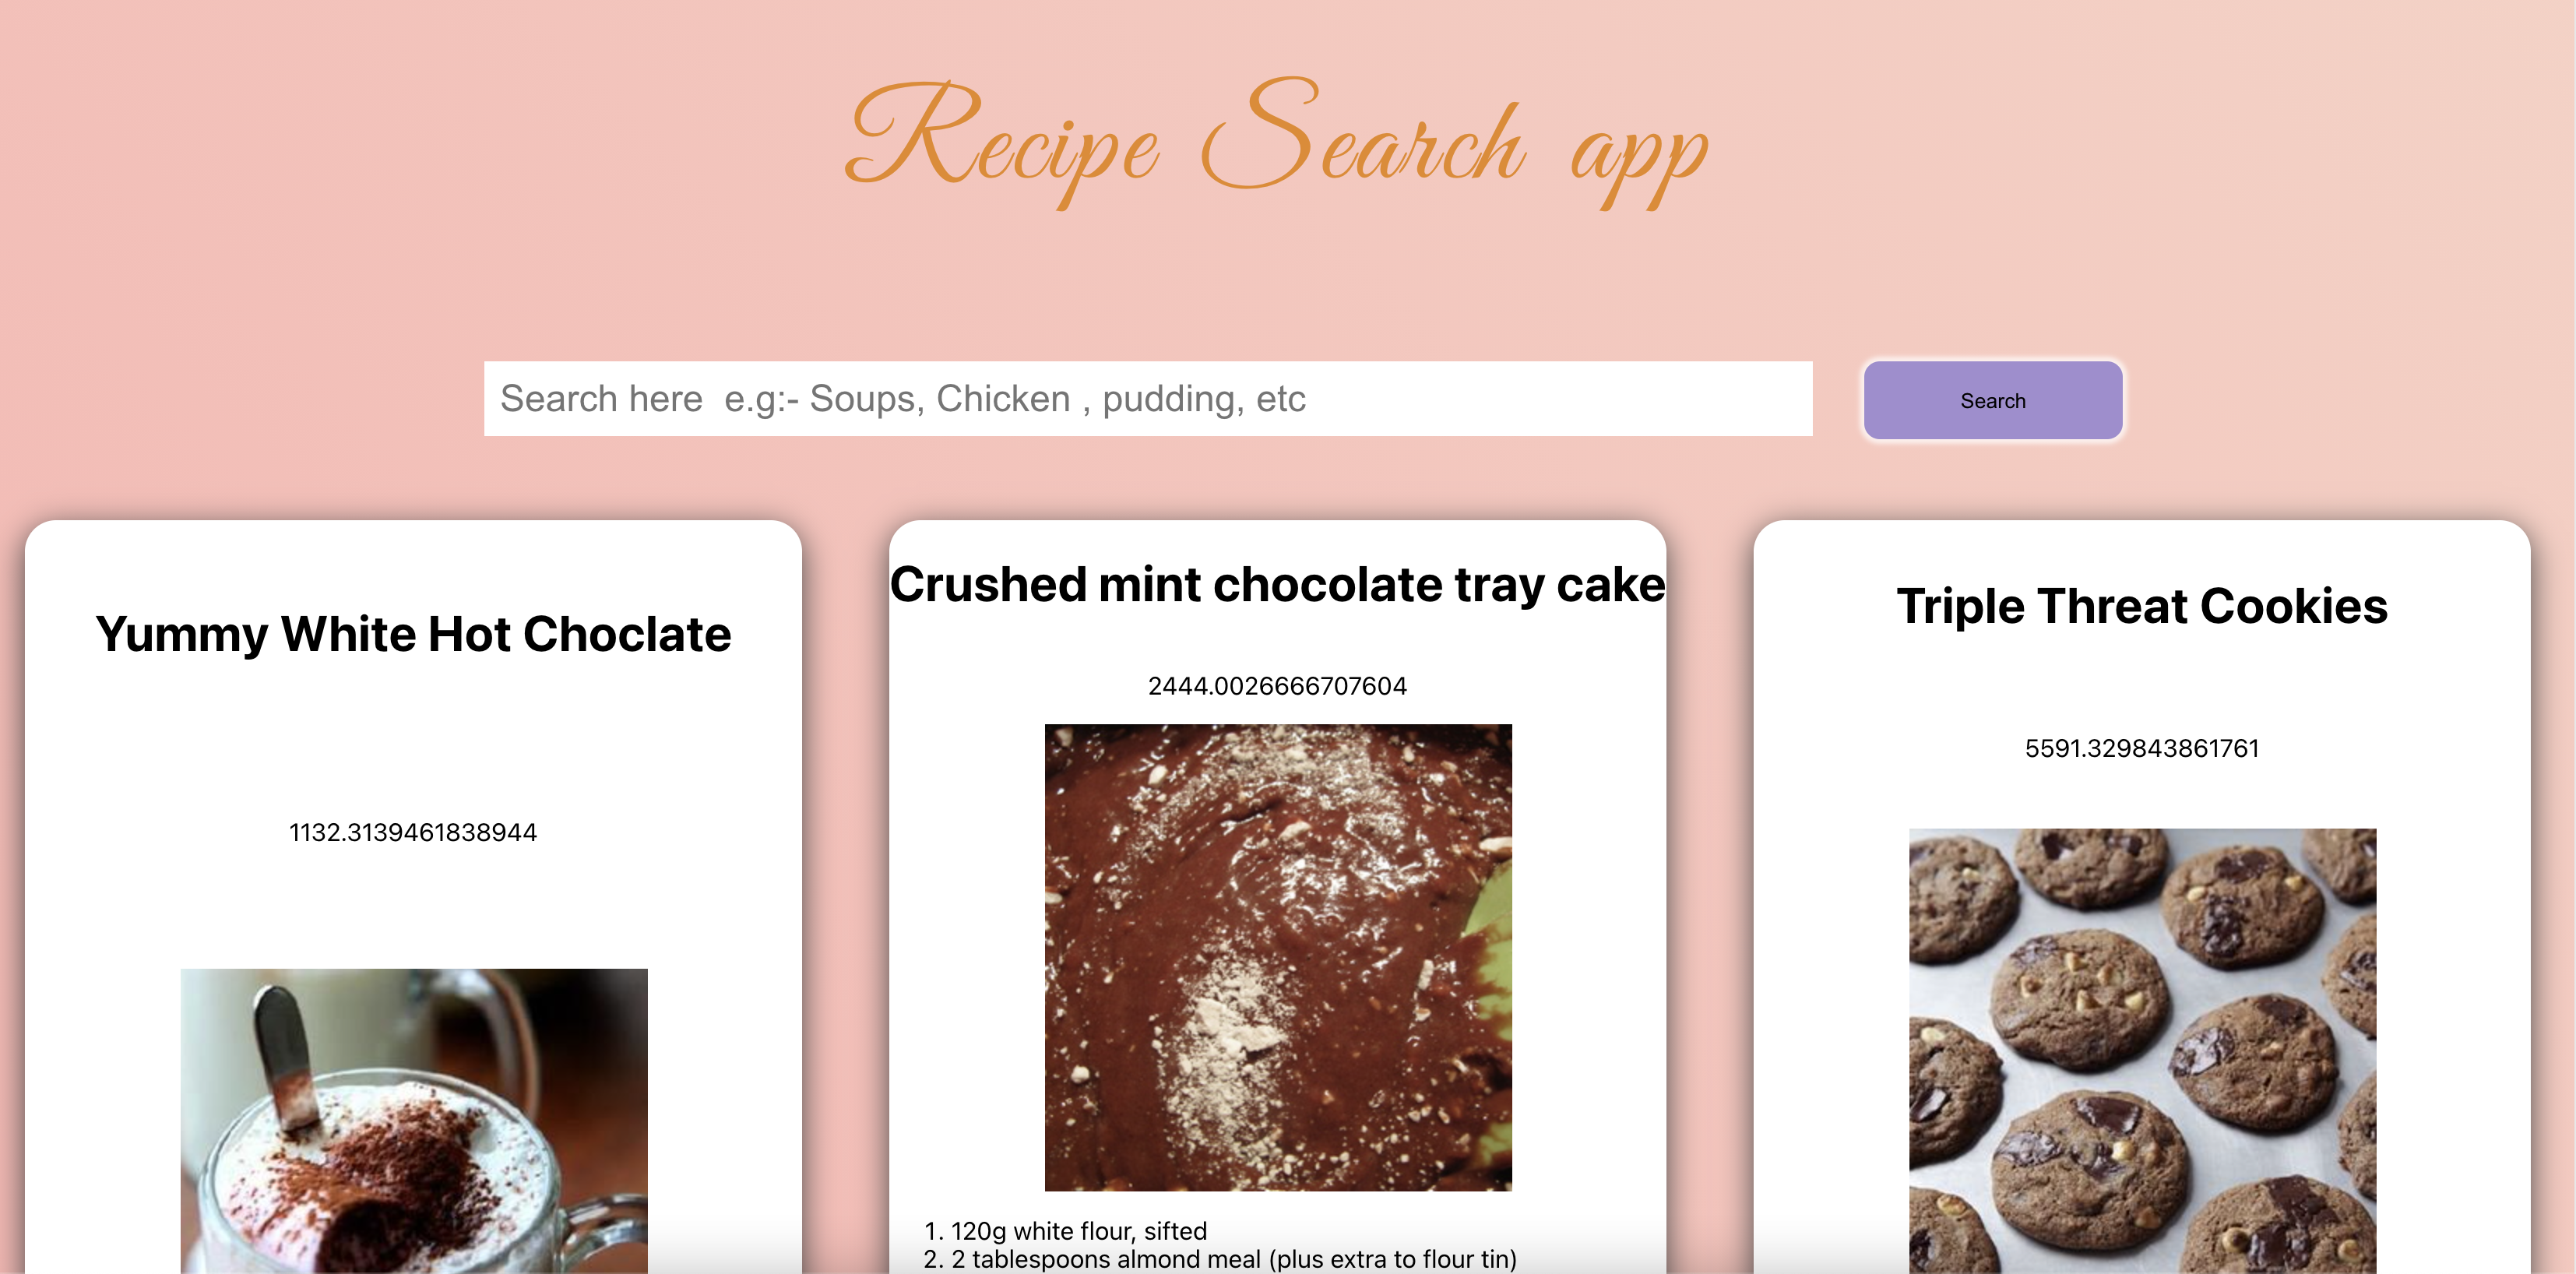 Recipe Search app
Search here  e.g:- Soups, Chicken , pudding, etc
Search
Yummy White Hot Choclate
1132.3139461838944
Crushed mint chocolate tray cake
2444.0026666707604
1. 120g white flour, sifted
2. 2 tablespoons almond meal (plus extra to flour tin)
Triple Threat Cookies
5591.329843861761